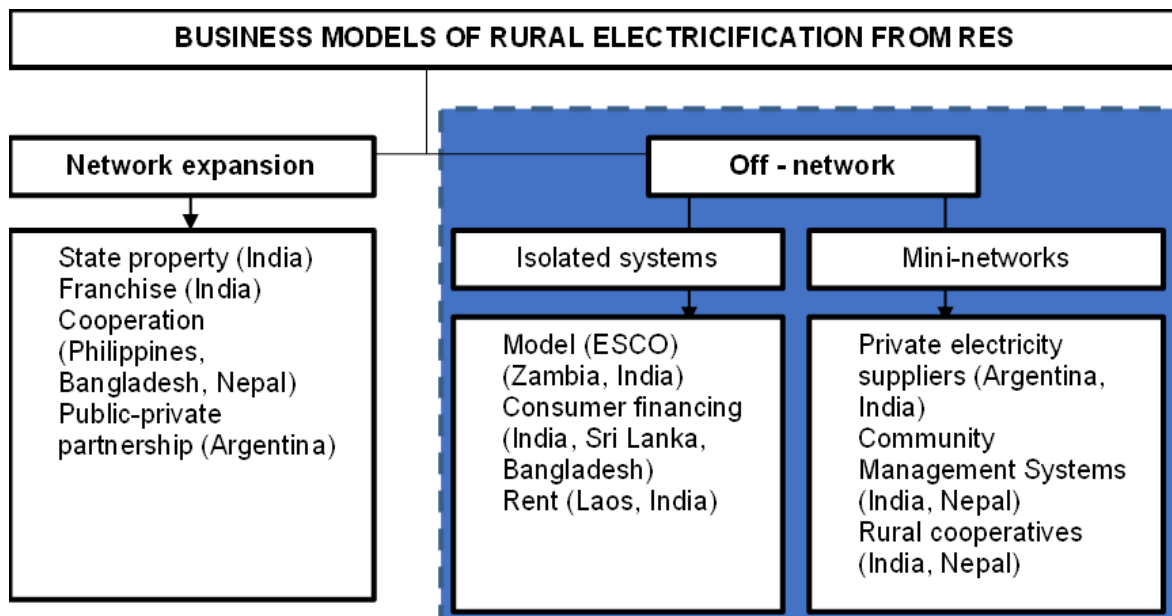 BUSINESS MODELS OF RURAL ELECTRICIFICATION FROM RES
Network expansion
State property (India)
Franchise (India)
Cooperation
(Philippines,
Bangladesh, Nepal)
Public-private
partnership (Argentina)
Off - network
Isolated systems
Model (ESCO)
(Zambia, India)
Consumer financing
(India, Sri Lanka,
Bangladesh)
Rent (Laos, India)
Mini-networks
Private electricity
suppliers (Argentina,
India)
Community
Management Systems
(India, Nepal)
Rural cooperatives
(India, Nepal)